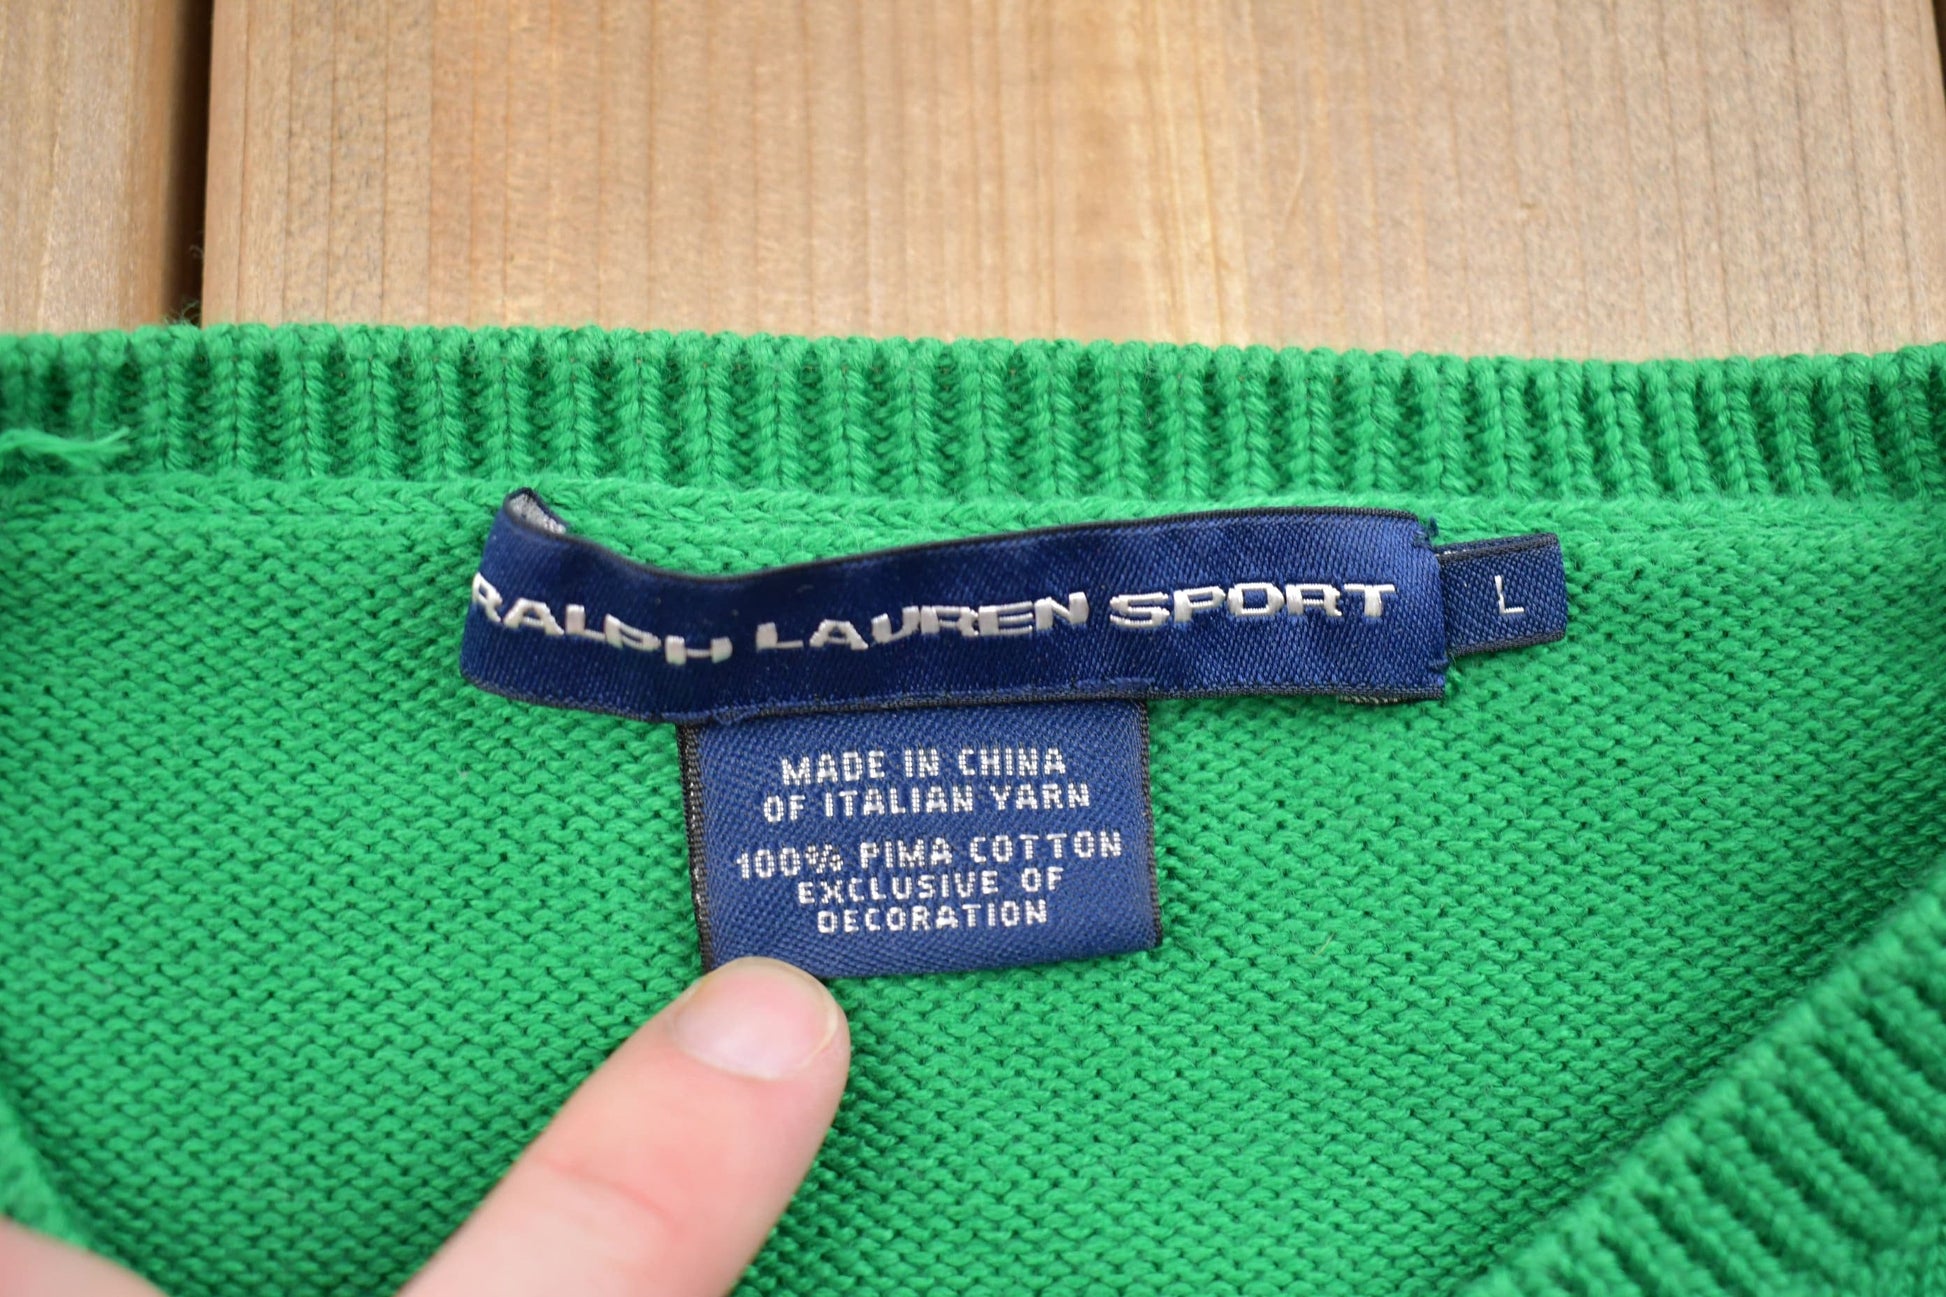 RALPH LAUREN SPORT
L
MADE IN CHINA
OF ITALIAN YARN
100% PIMA COTTON
EXCLUSIVE OF
DECORATION